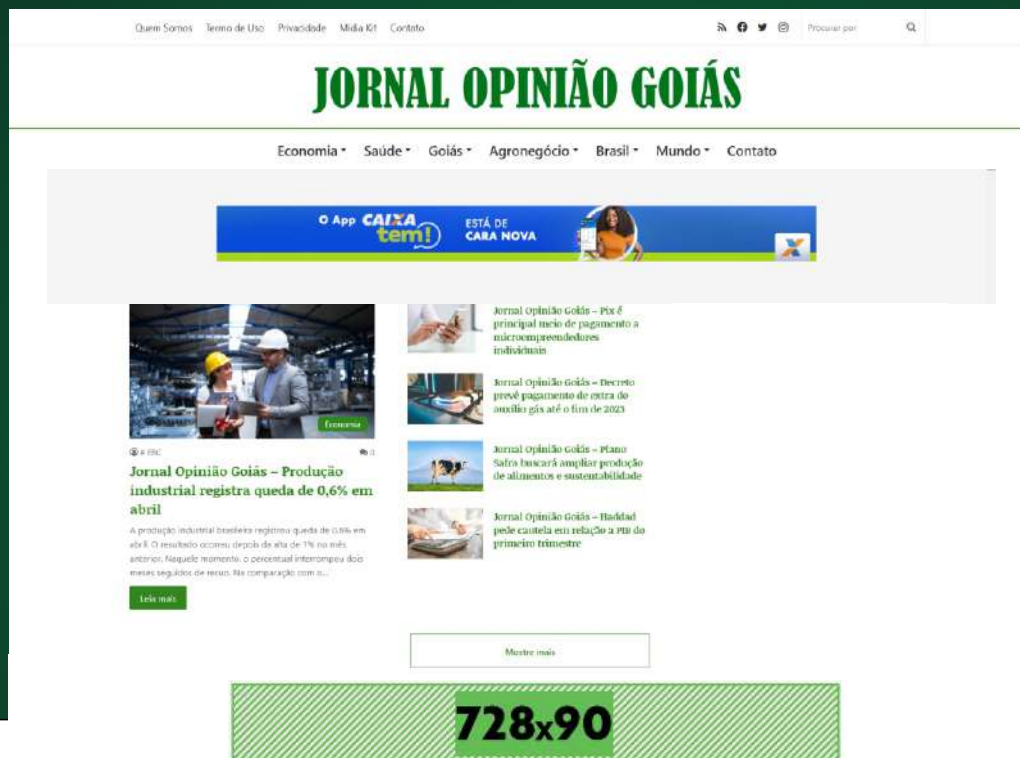 Quem Somos Termo de Uso Privacidade Mídia Kit Contato
Procurar por
JORNAL OPINIÃO GOIÁS
Economia Saúde Goiás Agronegócio Brasil Mundo Contato
O App CAIXA
tem!
ESTÁ DE
CARA NOVA
Economia
# EBC 0
Jornal Opinião Goiás – Produção
industrial registra queda de 0,6% em
abril
A produção industrial brasileira registrou queda de 0,6% em
abril. O resultado ocorreu depois da alta de 1% no mês
anterior. Naquele momento, o percentual interrompeu dois
meses seguidos de recuo. Na comparação com o...
Leia mais
Jornal Opinião Goiás – Pix é
principal meio de pagamento a
microempreendedores
individuais
Jornal Opinião Goiás – Decreto
prevê pagamento de extra do
auxílio gás até o fim de 2023
Jornal Opinião Goiás – Plano
Safra buscará ampliar produção
de alimentos e sustentabilidade
Jornal Opinião Goiás – Haddad
pede cautela em relação a PIB do
primeiro trimestre
Mostre mais
728x90